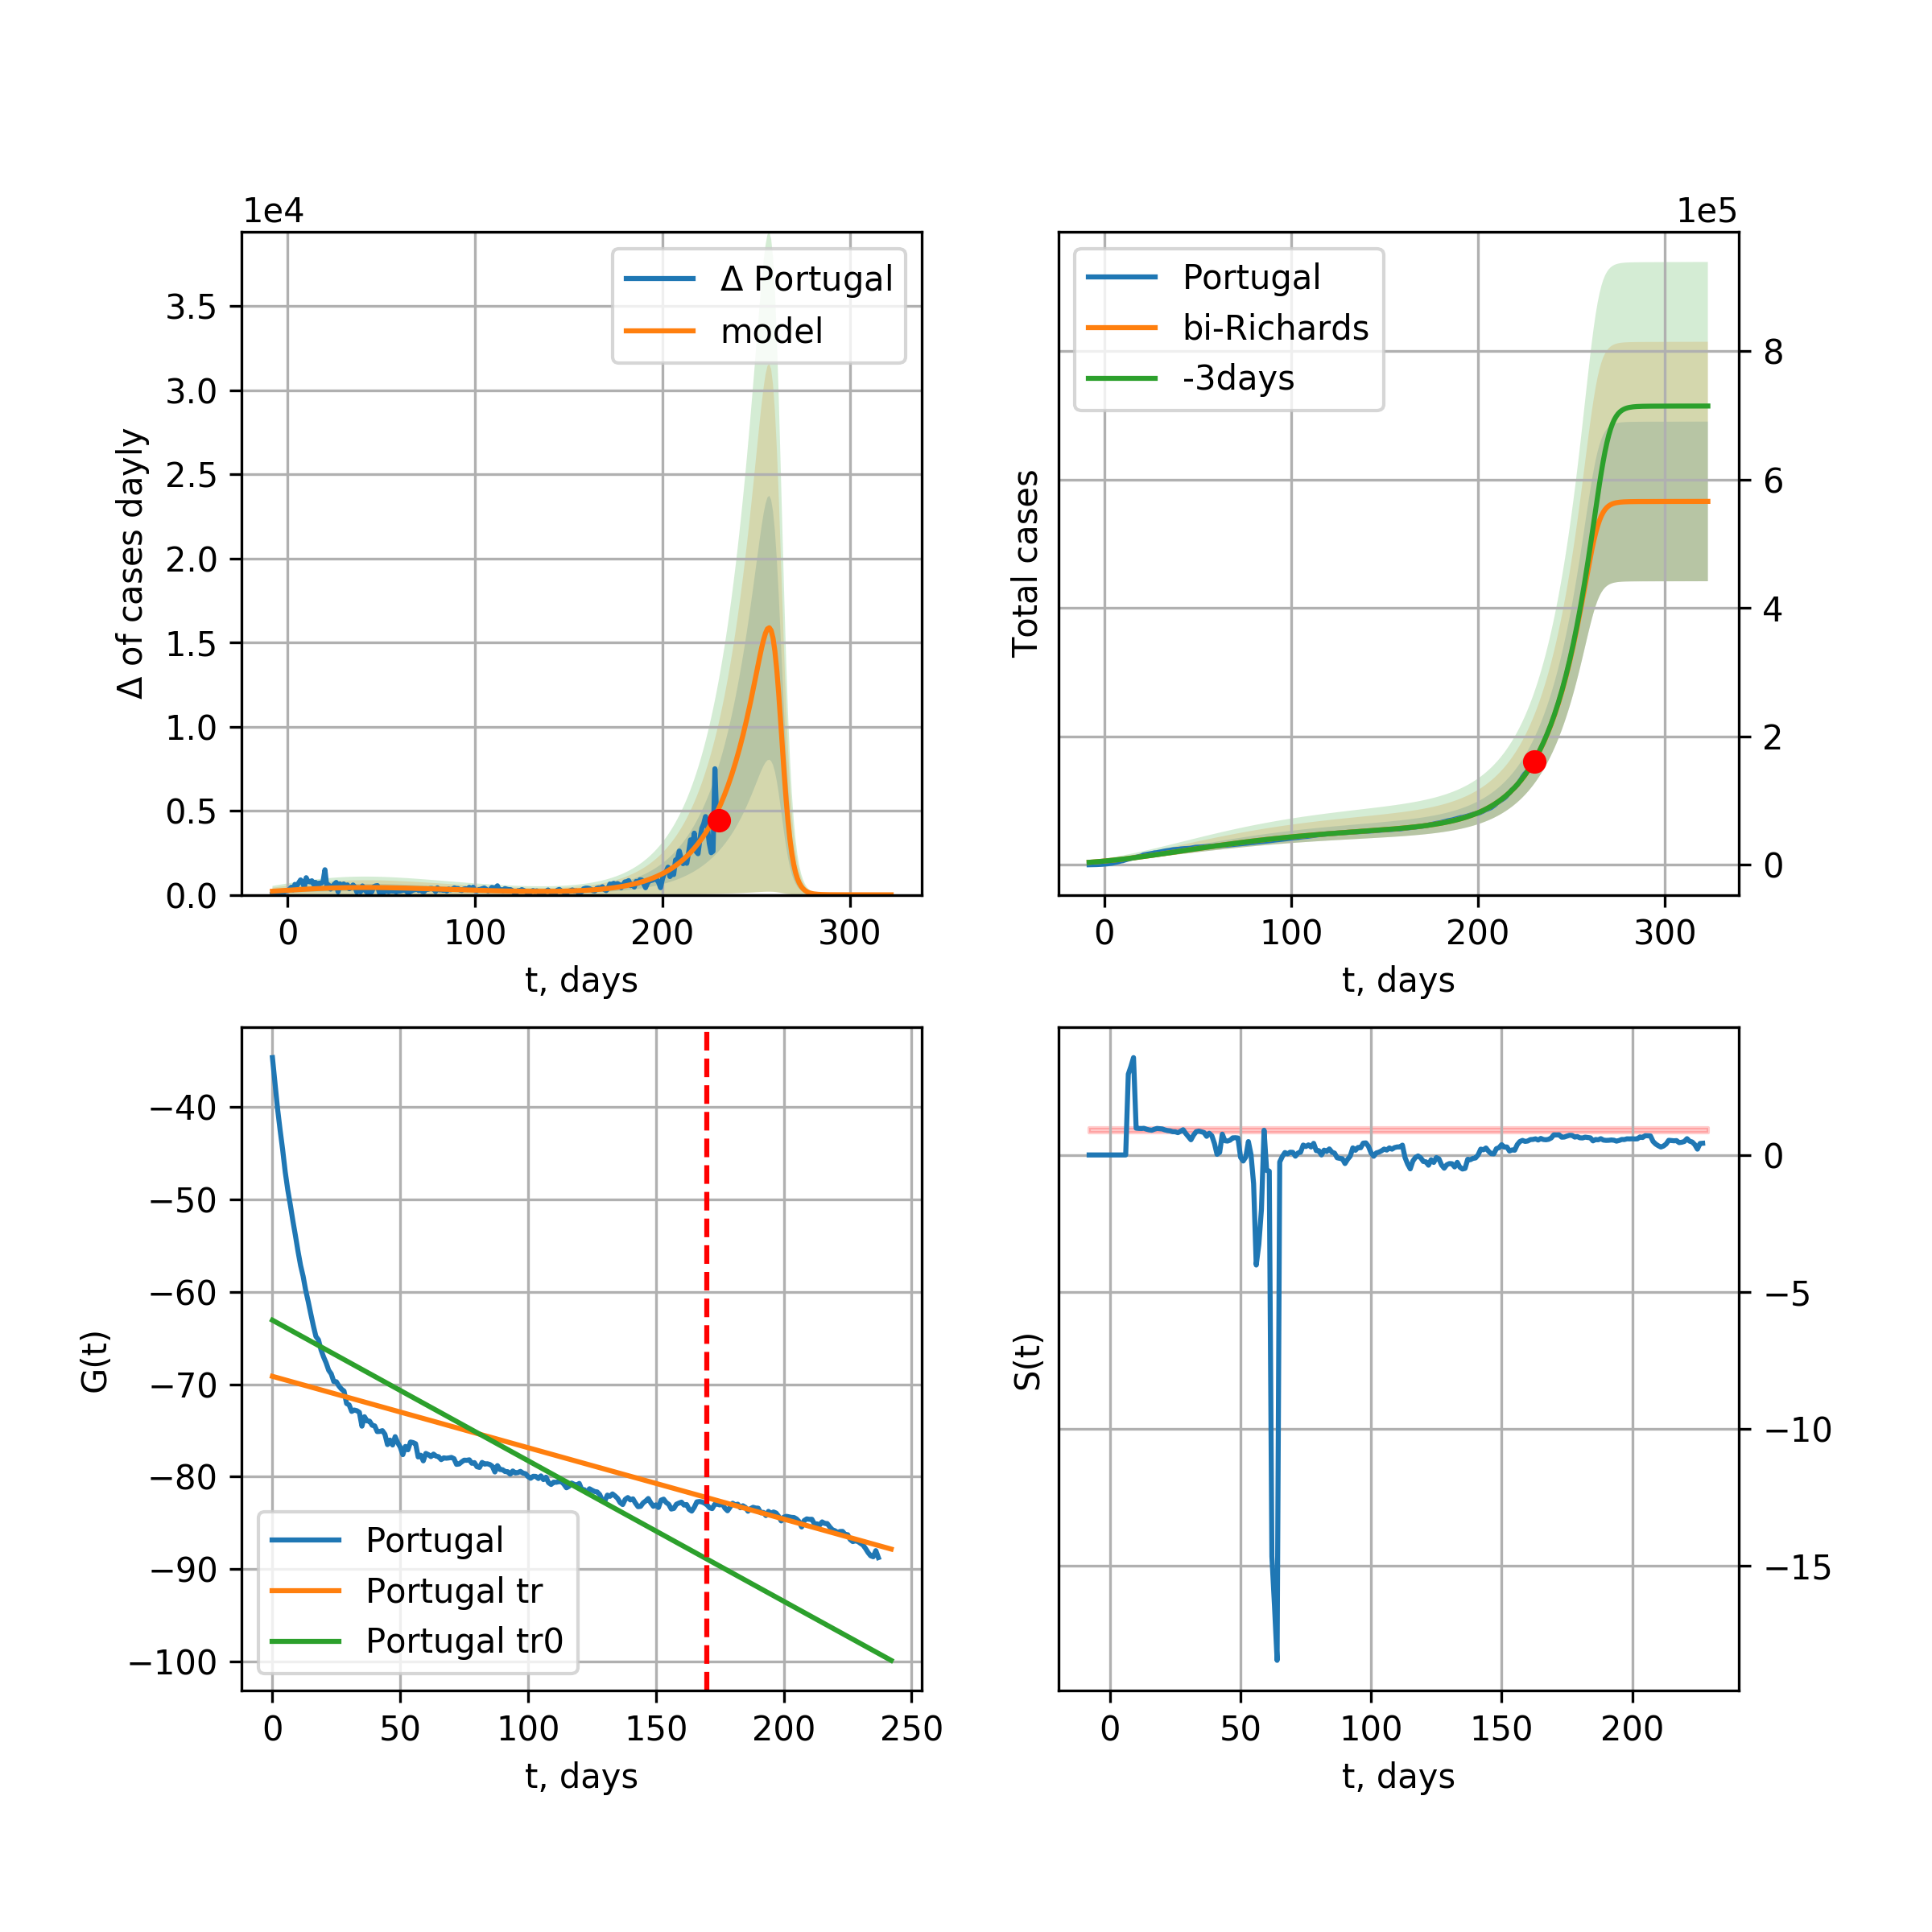 1e4
Δ of cases dayly
3.5
3.0
2.5
2.0
1.5
1.0
0.5
0.0
0 100 200 300
t, days
Δ Portugal
model
1e5
Total cases
8
6
4
2
0
0 100 200 300
t, days
Portugal
bi-Richards
-3days
G(t)
−40
−50
−60
−70
−80
−90
−100
0 50 100 150 200 250
t, days
Portugal
Portugal tr
Portugal tr0
S(t)
0
−5
−10
−15
0 50 100 150 200
t, days